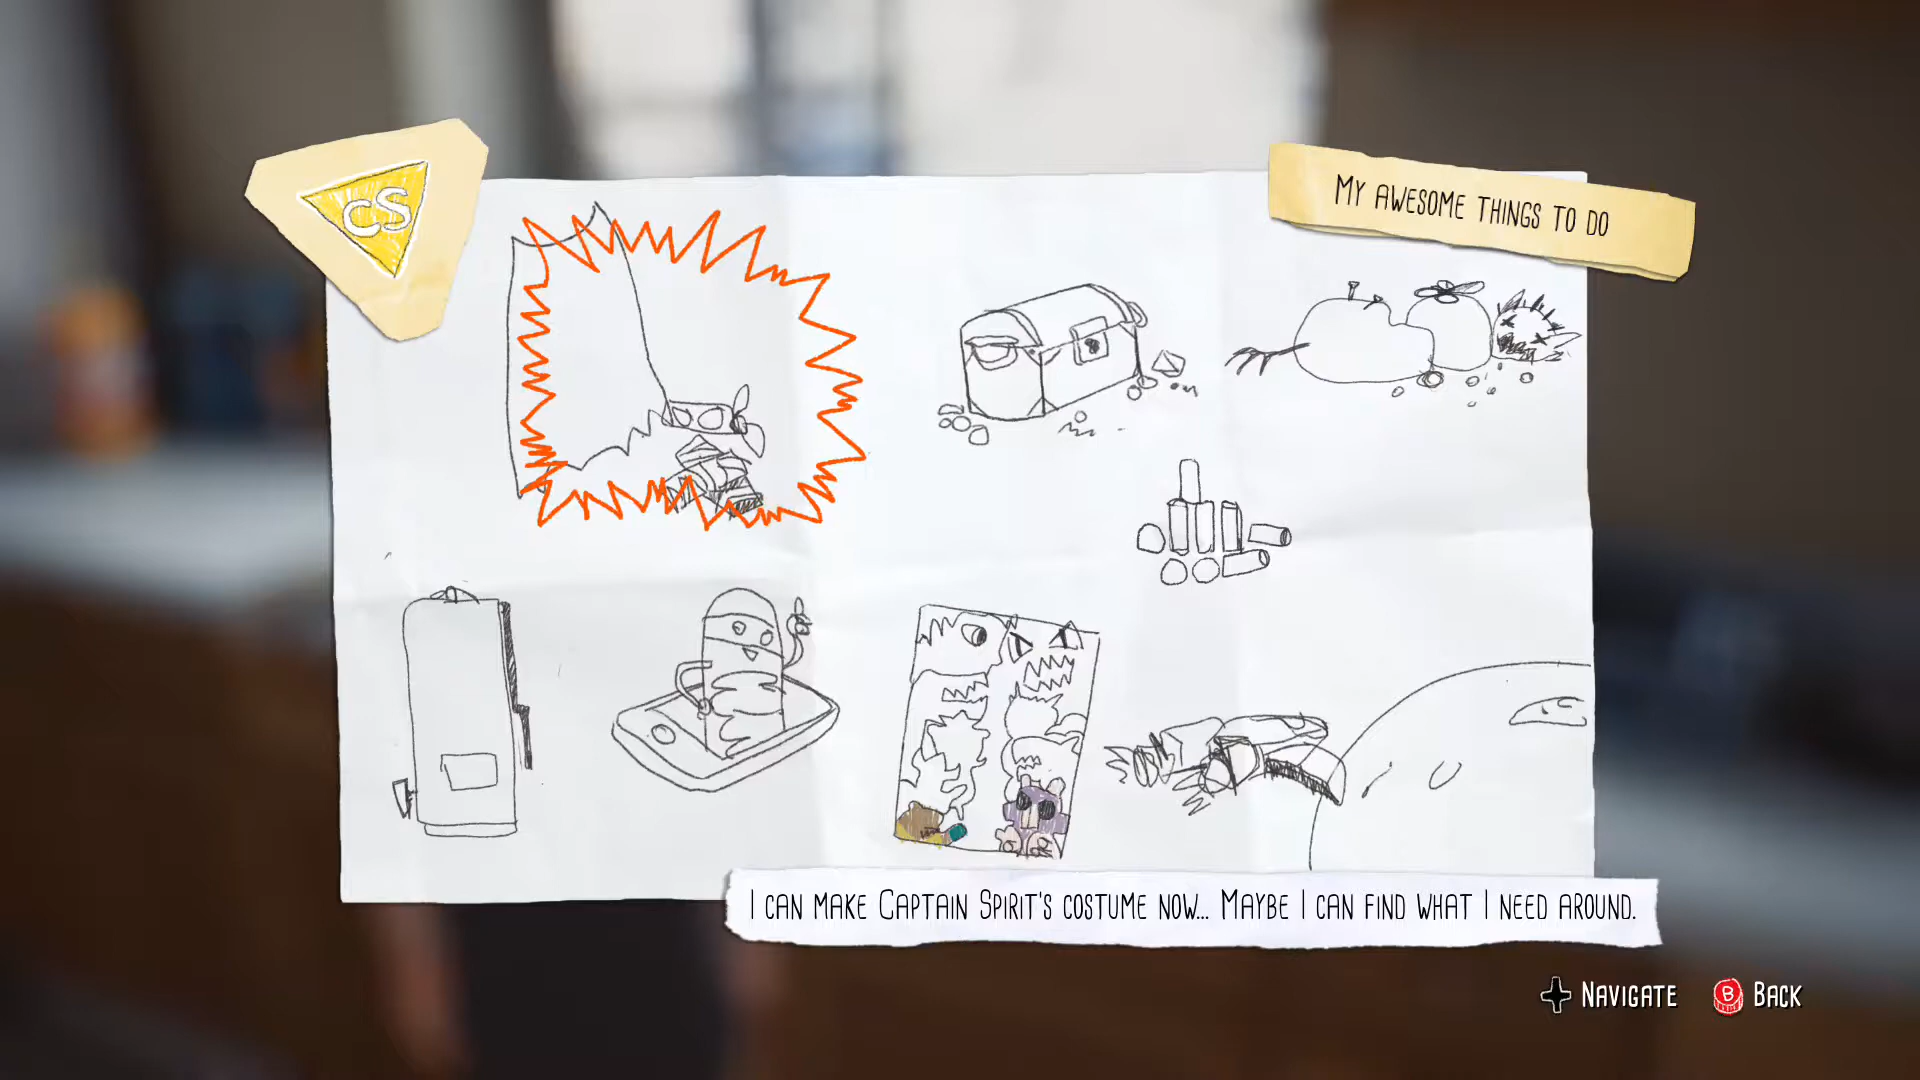 CS
MY AWESOME THINGS TO DO
I CAN MAKE CAPTAIN SPIRIT'S COSTUME NOW... MAYBE I CAN FIND WHAT I NEED AROUND.
NAVIGATE
B BACK